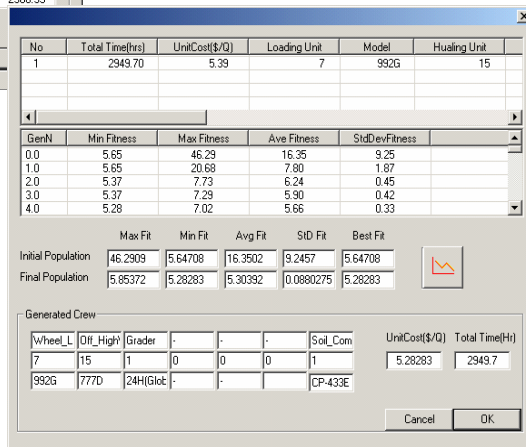 No Total Time(hrs) UnitCost($/Q) Loading Unit Model Hualing Unit
1 2949.70 5.39 7 992G 15
GenN Min Fitness Max Fitness Ave Fitness StdDevFitness
0.0 5.65 46.29 16.35 9.25
1.0 5.65 20.68 7.80 1.87
2.0 5.37 7.73 6.24 0.45
3.0 5.37 7.29 5.90 0.42
4.0 5.28 7.02 5.66 0.33
Max Fit Min Fit Avg Fit StD Fit Best Fit
Initial Population 46.2909 5.64708 16.3502 9.2457 5.64708
Final Population 5.85372 5.28283 5.30392 0.0880275 5.28283
Generated Crew
Wheel_L Off_High Grader - - - Soil_Com UnitCost($/Q) Total Time(Hr)
7 15 1 0 0 0 1 5.28283 2949.7
992G 777D 24H(Glob - - CP-433E
Cancel OK